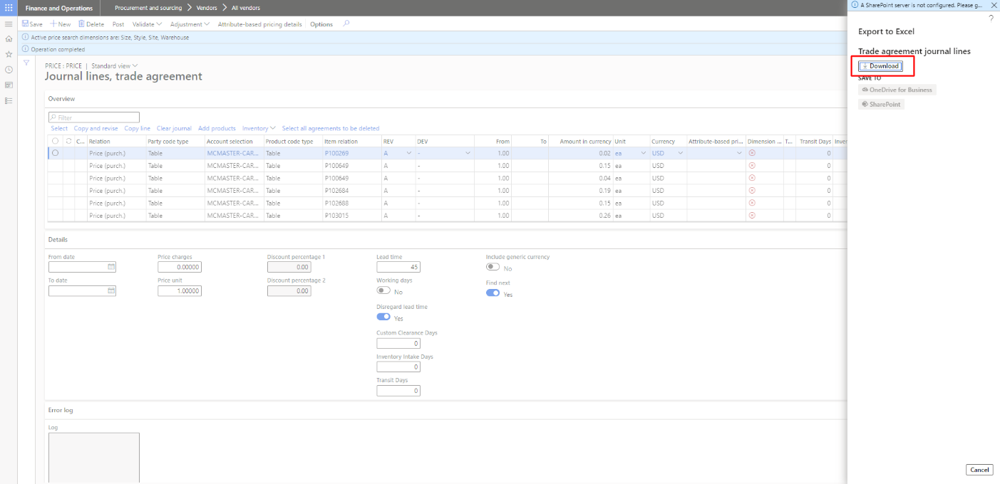 Finance and Operations Procurement and sourcing Vendors All vendors
A SharePoint server is not configured. Please g...
Save New Delete Post Validate Adjustment Attribute-based pricing details Options
?
Active price search dimensions are: Size, Style, Site, Warehouse
Operation completed
PRICE : PRICE | Standard view
Journal lines, trade agreement
Overview
Filter
Select Copy and revise Copy line Clear journal Add products Inventory Select all agreements to be deleted
C... Relation Party code type Account selection Product code type Item relation REV DEV From To Amount in currency Unit Currency Attribute-based pri... Dimension ... T... Transit Days Inve
Price (purch.) Table MCMASTER-CAR... Table P100269 A - 1.00 0.02 ea USD 0
Price (purch.) Table MCMASTER-CAR... Table P100649 A - 1.00 0.15 ea USD 0
Price (purch.) Table MCMASTER-CAR... Table P100649 A - 1.00 0.04 ea USD 0
Price (purch.) Table MCMASTER-CAR... Table P102684 A - 1.00 0.19 ea USD 0
Price (purch.) Table MCMASTER-CAR... Table P102688 A - 1.00 0.15 ea USD 0
Price (purch.) Table MCMASTER-CAR... Table P103015 A - 1.00 0.26 ea USD 0
Details
From date Price charges Discount percentage 1 Lead time Include generic currency
0.00000 0.00 45 No
To date Price unit Discount percentage 2 Working days Find next
1.00000 0.00 No Yes
Disregard lead time
Yes
Custom Clearance Days
0
Inventory Intake Days
0
Transit Days
0
Error log
Log
Export to Excel
Trade agreement journal lines
Download
SAVE TO
OneDrive for Business
SharePoint
Cancel